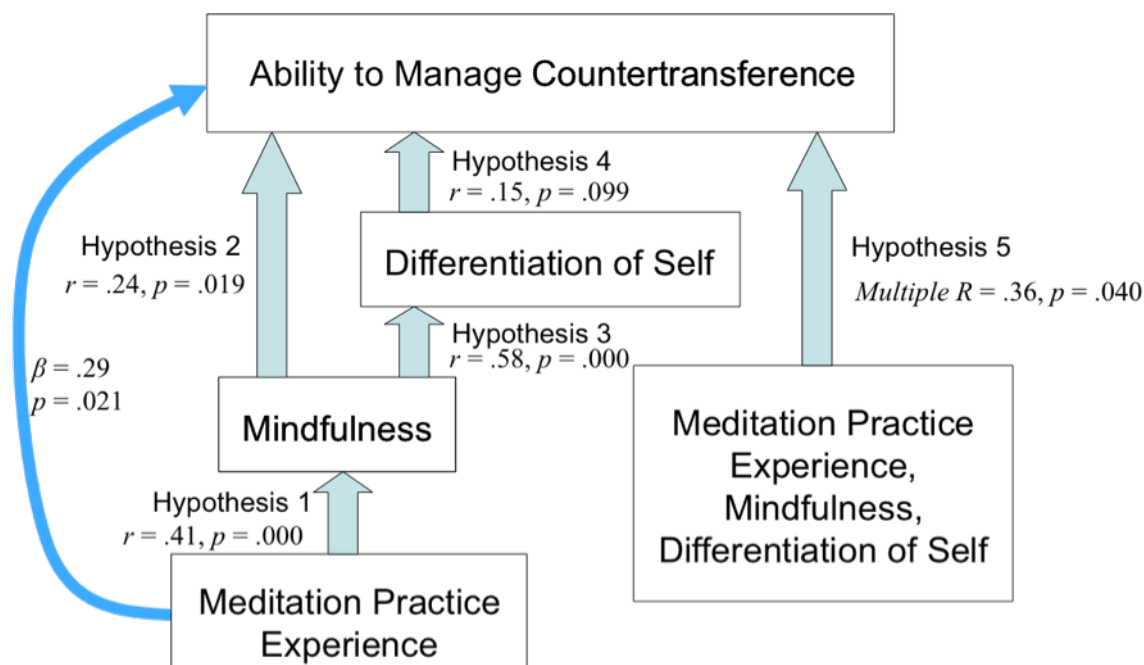 Ability to Manage Countertransference
Hypothesis 4
r = .15, p = .099
Hypothesis 2
r = .24, p = .019
Differentiation of Self
Hypothesis 5
Multiple R = .36, p = .040
Hypothesis 3
r = .58, p = .000
β = .29
p = .021
Mindfulness
Meditation Practice
Experience,
Mindfulness,
Differentiation of Self
Hypothesis 1
r = .41, p = .000
Meditation Practice
Experience